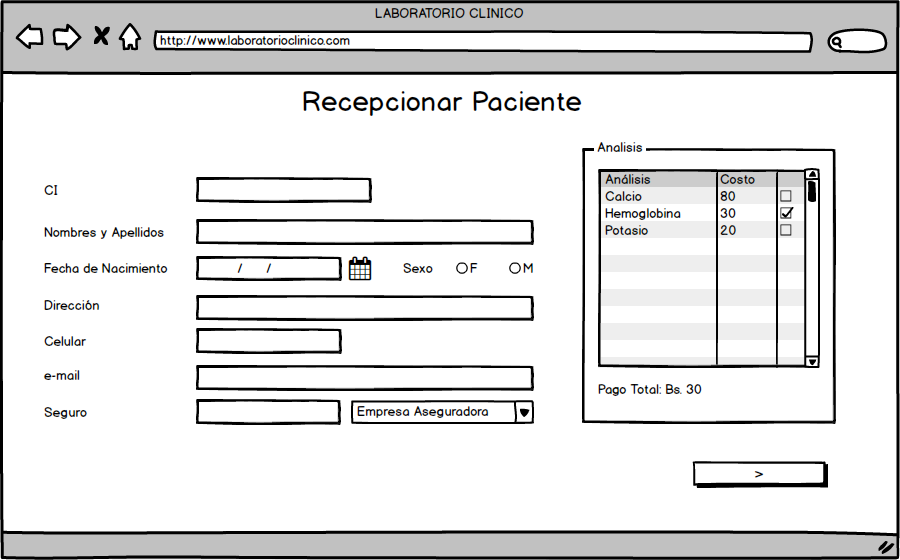 LABORATORIO CLINICO
http://www.laboratorioclinico.com
Recepcionar Paciente
CI
Nombres y Apellidos
Fecha de Nacimiento / / Sexo F M
Dirección
Celular
e-mail
Seguro Empresa Aseguradora
Analisis
Análisis Costo
Calcio 80
Hemoglobina 30
Potasio 20
Pago Total: Bs. 30
>